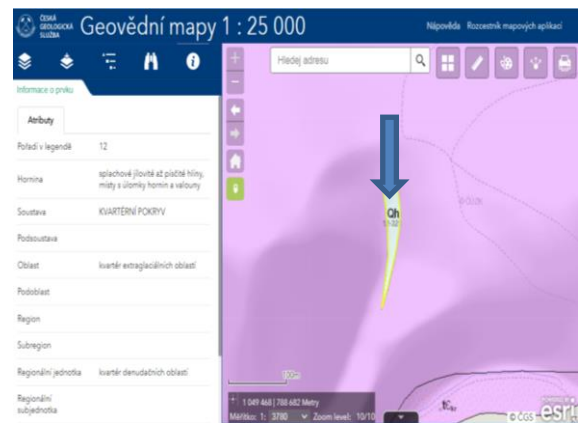 ČESKÁ
GEOLOGICKÁ
SLUŽBA
Geovědní mapy 1 : 25 000
Nápověda Rozcestník mapových aplikací
Hledej adresu
Informace o prvku
Atributy
Pořadí v legendě 12
Hornina splachové jílovité až písčité hlíny,
místy s úlomky hornin a valouny
Soustava KVARTÉRNÍ POKRYV
Podsoustava
Oblast kvartér extraglaciálních oblastí
Podoblast
Region
Subregion
Regionální jednotka kvartér denudačních oblastí
Regionální
subjednotka
Qh
100m
1 049 468 | 788 682 Metry
Měřítko: 1: 3780 Zoom level: 10/10
© ČGS
esri